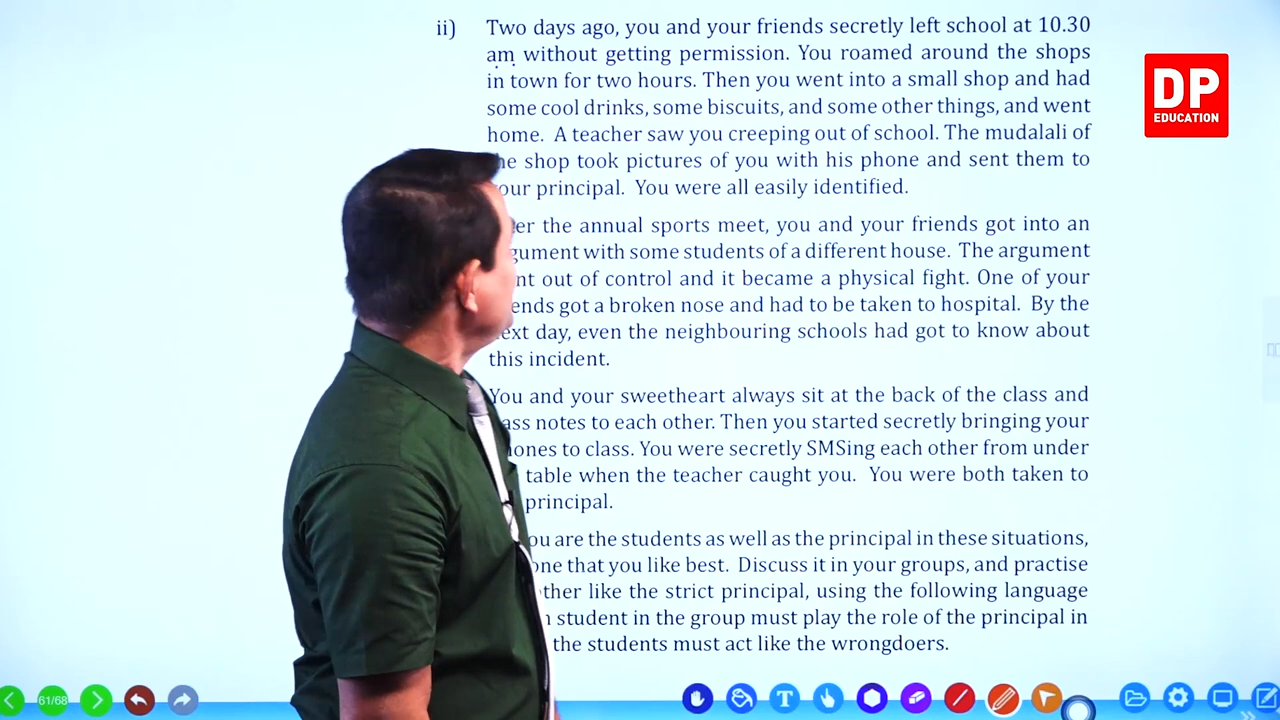 ii) Two days ago, you and your friends secretly left school at 10.30
am without getting permission. You roamed around the shops
in town for two hours. Then you went into a small shop and had
some cool drinks, some biscuits, and some other things, and went
home. A teacher saw you creeping out of school. The mudalali of
shop took pictures of you with his phone and sent them to
principal. You were all easily identified.
the annual sports meet, you and your friends got into an
with some students of a different house. The argument
out of control and it became a physical fight. One of your
got a broken nose and had to be taken to hospital. By the
day, even the neighbouring schools had got to know about
this incident.
You and your sweetheart always sit at the back of the class and
notes to each other. Then you started secretly bringing your
to class. You were secretly SMSing each other from under
table when the teacher caught you. You were both taken to
principal.
are the students as well as the principal in these situations,
one that you like best. Discuss it in your groups, and practise
like the strict principal, using the following language
student in the group must play the role of the principal in
the students must act like the wrongdoers.
DP
EDUCATION
61/68
T